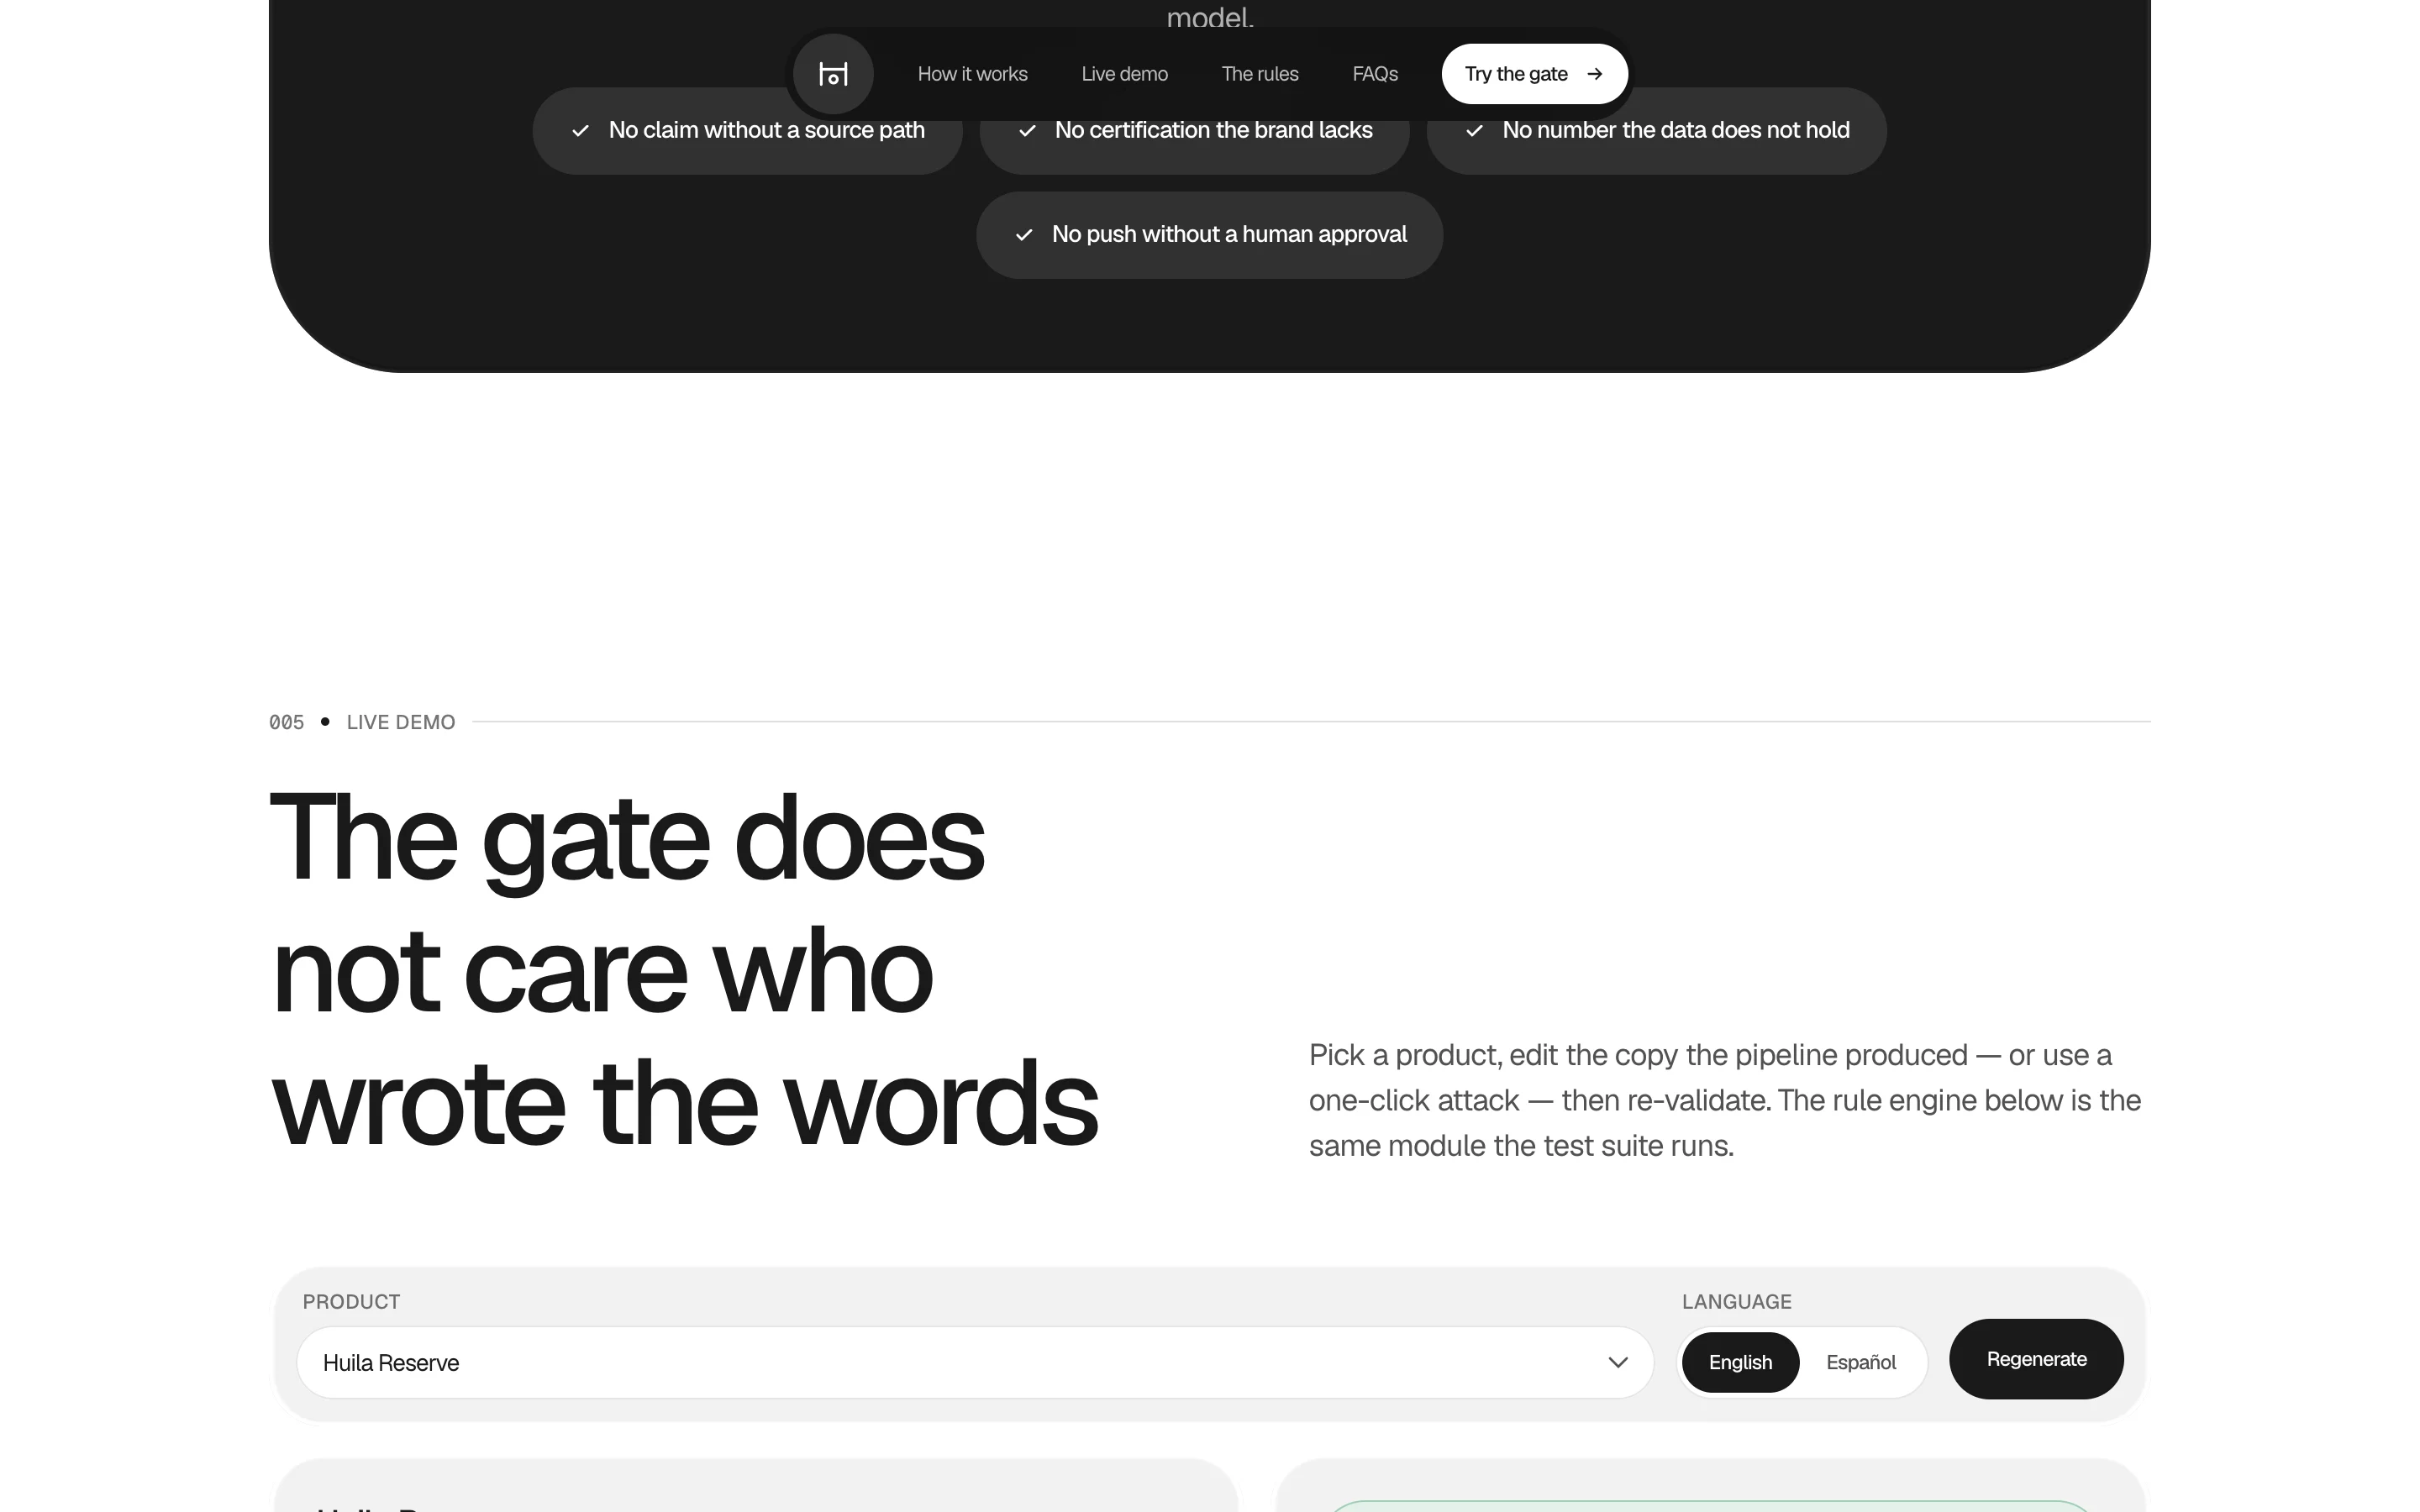 model.
How it works
Live demo
The rules
FAQs
Try the gate
No claim without a source path
No certification the brand lacks
No number the data does not hold
No push without a human approval
005 • LIVE DEMO
The gate does
not care who
wrote the words
Pick a product, edit the copy the pipeline produced — or use a
one-click attack — then re-validate. The rule engine below is the
same module the test suite runs.
PRODUCT
Huila Reserve
LANGUAGE
English
Español
Regenerate